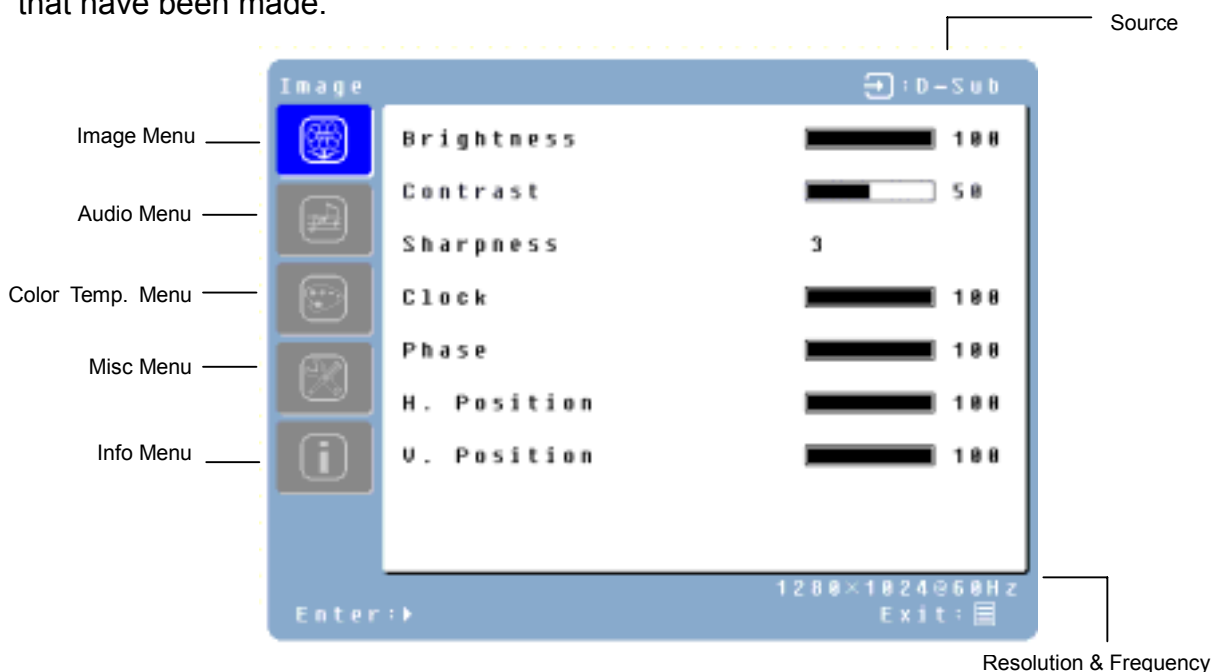 that have been made.
Source
Image :D-Sub
Image Menu
Brightness 100
Contrast 50
Audio Menu
Sharpness 3
Color Temp. Menu
Clock 100
Phase 100
Misc Menu
H. Position 100
Info Menu
V. Position 100
1280×1024@60Hz
Enter: Exit:
Resolution & Frequency